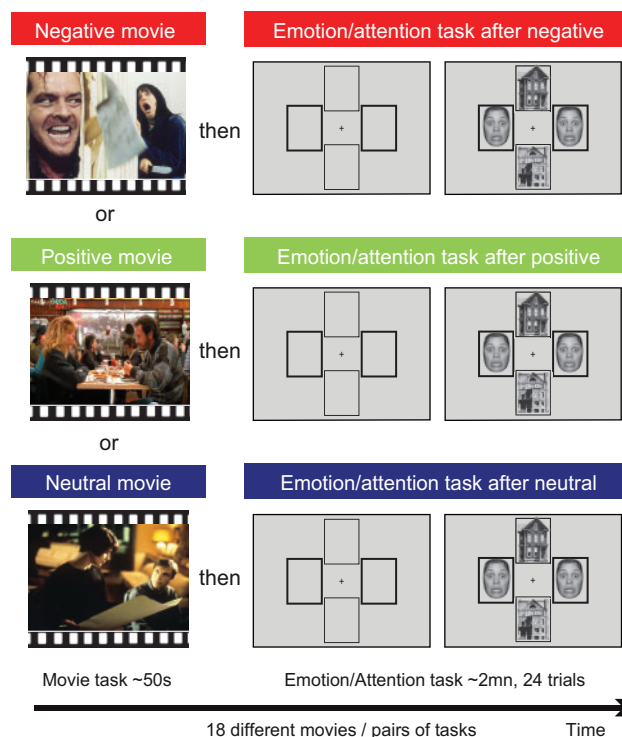 Negative movie
Emotion/attention task after negative
then
or
Positive movie
Emotion/attention task after positive
then
or
Neutral movie
Emotion/attention task after neutral
then
Movie task ~50s
Emotion/Attention task ~2mn, 24 trials
18 different movies / pairs of tasks
Time